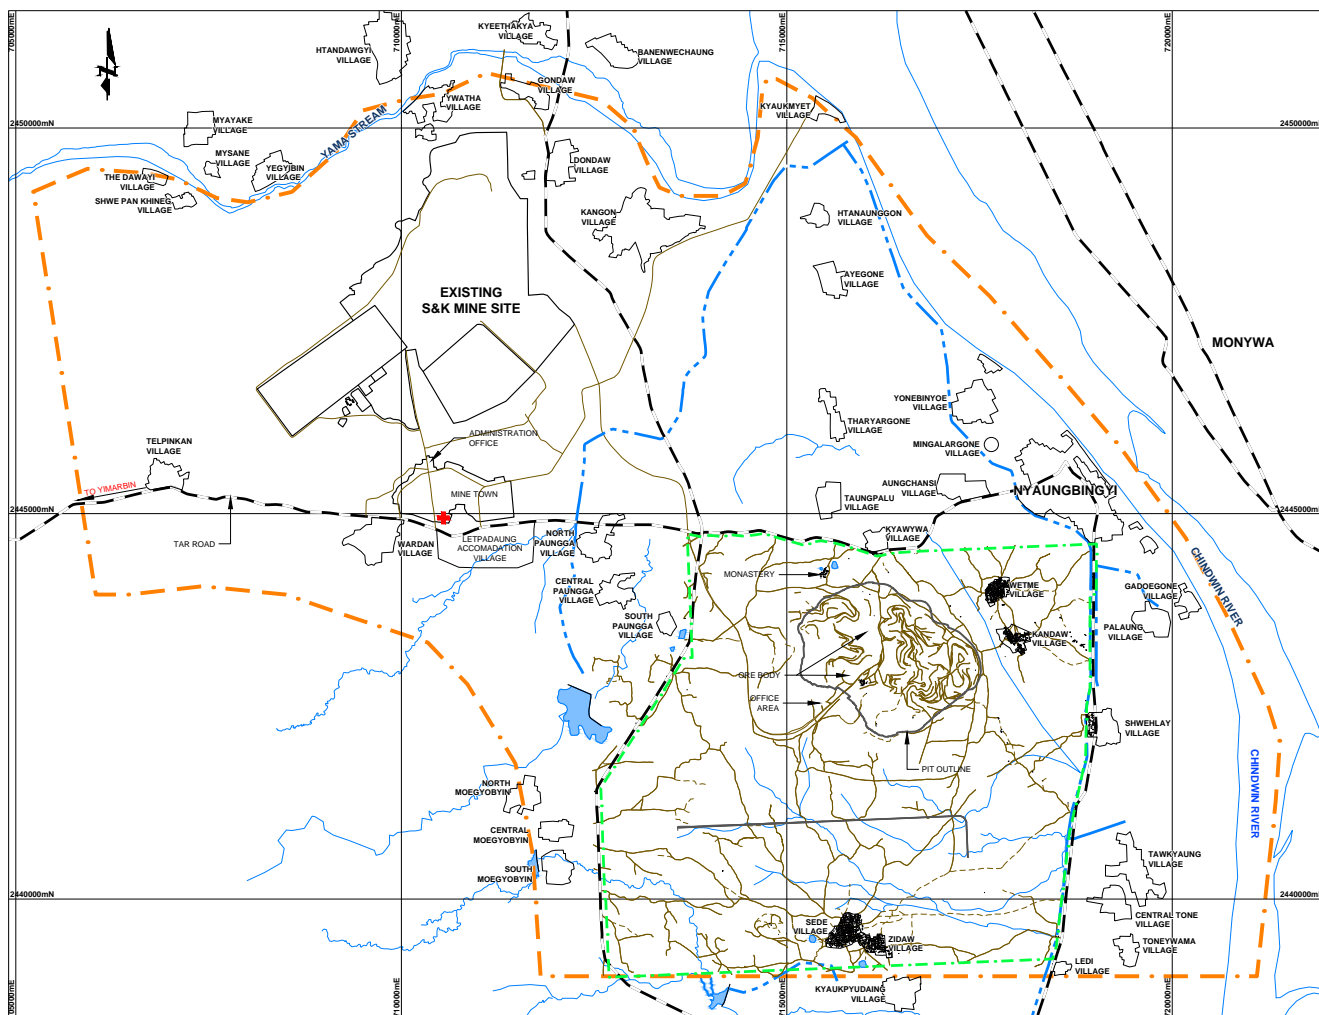 705000mE
710000mE
715000mE
720000mE
KYEETHAKYA
VILLAGE
HTANDAWGYI
VILLAGE
BANENWECHAUNG
VILLAGE
GONDAW
VILLAGE
YWATHA
VILLAGE
KYAUKMYET
VILLAGE
2450000mN
2450000mN
MYAYAKE
VILLAGE
YAMA STREAM
MYSANE
VILLAGE
YEGYIBIN
VILLAGE
DONDAW
VILLAGE
THE DAWAYI
VILLAGE
SHWE PAN KHINEG
VILLAGE
KANGON
VILLAGE
HTANAUNGGON
VILLAGE
AYEGONE
VILLAGE
EXISTING
S&K MINE SITE
MONYWA
YONEBINYOE
VILLAGE
THARYARGONE
VILLAGE
MINGALARGONE
VILLAGE
ADMINISTRATION
OFFICE
TELPINKAN
VILLAGE
TO YIMARBIN
MINE TOWN
AUNGCHANSI
VILLAGE
NYAUNGBINGYI
TAUNGPALU
VILLAGE
2445000mN
2445000mN
TAR ROAD
WARDAN
VILLAGE
LETPADAUNG
ACCOMADATION
VILLAGE
NORTH
PAUNGGA
VILLAGE
KYAWYWA
VILLAGE
CHINDWIN RIVER
MONASTERY
CENTRAL
PAUNGGA
VILLAGE
WETME
VILLAGE
GADOEGONE
VILLAGE
SOUTH
PAUNGGA
VILLAGE
KANDAW
VILLAGE
PALAUNG
VILLAGE
ORE BODY
OFFICE
AREA
SHWEHLAY
VILLAGE
PIT OUTLINE
CHINDWIN RIVER
NORTH
MOEGYOBYIN
CENTRAL
MOEGYOBYIN
SOUTH
MOEGYOBYIN
TAWKYAUNG
VILLAGE
2440000mN
2440000mN
SEDE
VILLAGE
ZIDAW
VILLAGE
CENTRAL TONE
VILLAGE
TONEYWAMA
VILLAGE
LEDI
VILLAGE
KYAUKPYUDAING
VILLAGE
05000mE
710000mE
715000mE
720000mE